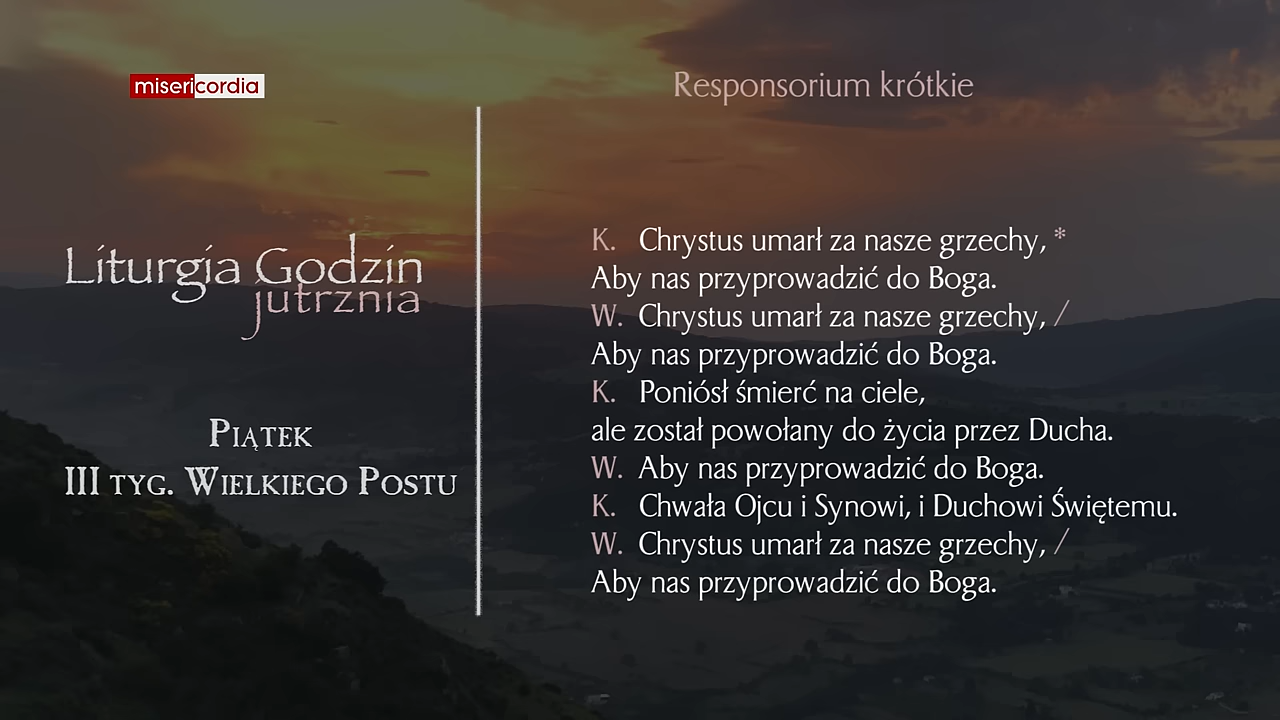 misericordia
Liturgia Godzin
jutrznia
Piątek
III tyg. Wielkiego Postu
Responsorium krótkie
K. Chrystus umarł za nasze grzechy, *
Aby nas przyprowadzić do Boga.
W. Chrystus umarł za nasze grzechy, /
Aby nas przyprowadzić do Boga.
K. Poniósł śmierć na ciele,
ale został powołany do życia przez Ducha.
W. Aby nas przyprowadzić do Boga.
K. Chwała Ojcu i Synowi, i Duchowi Świętemu.
W. Chrystus umarł za nasze grzechy, /
Aby nas przyprowadzić do Boga.